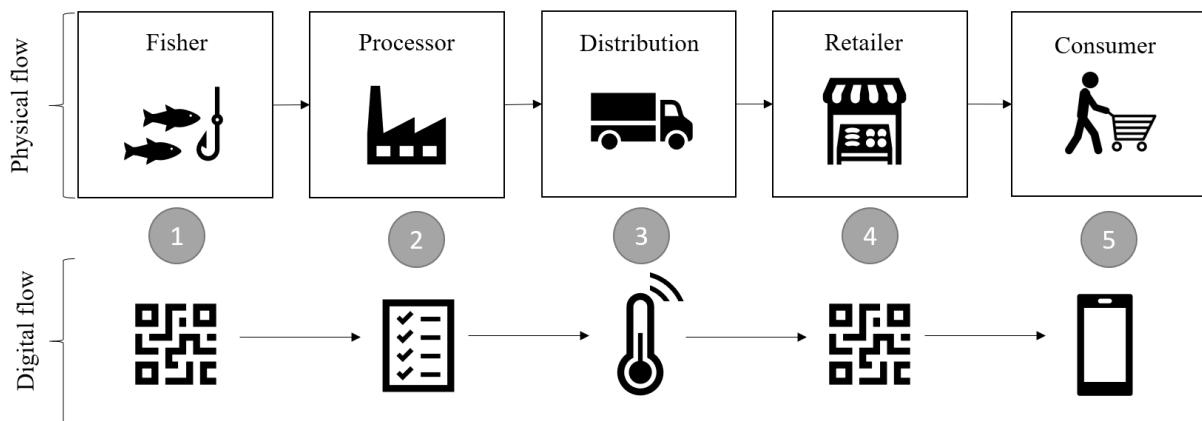 Physical flow
Fisher
Processor
Distribution
Retailer
Consumer
1
2
3
4
5
Digital flow